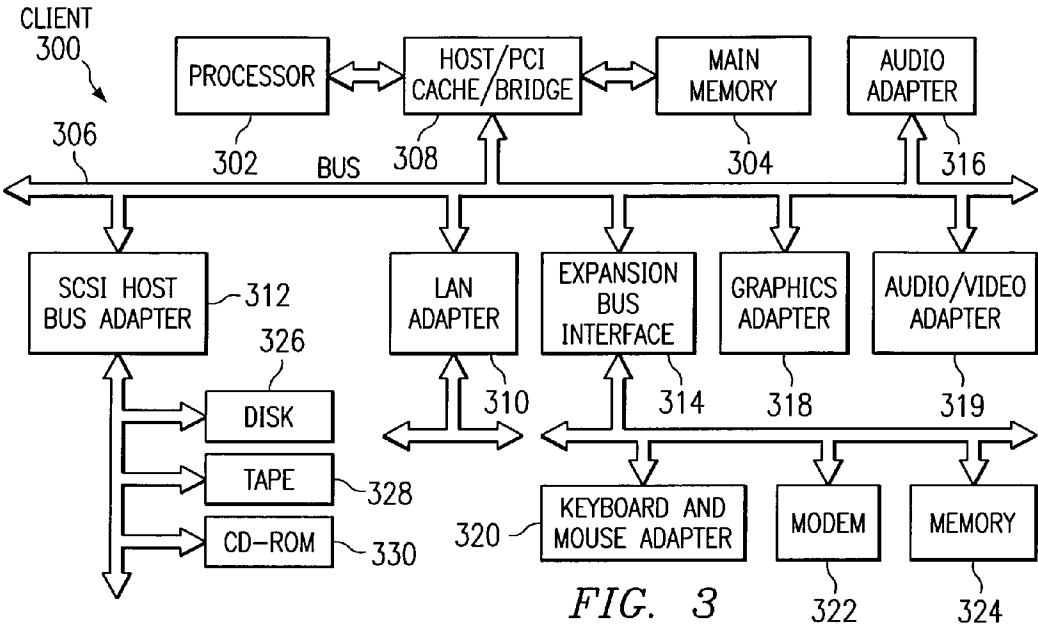 CLIENT
300
PROCESSOR
302
HOST/PCI
CACHE/BRIDGE
308
MAIN
MEMORY
304
AUDIO
ADAPTER
316
306
BUS
SCSI HOST
BUS ADAPTER
312
LAN
ADAPTER
310
EXPANSION
BUS
INTERFACE
314
GRAPHICS
ADAPTER
318
AUDIO/VIDEO
ADAPTER
319
326
DISK
TAPE
328
CD-ROM
330
320
KEYBOARD AND
MOUSE ADAPTER
MODEM
322
MEMORY
324
FIG. 3